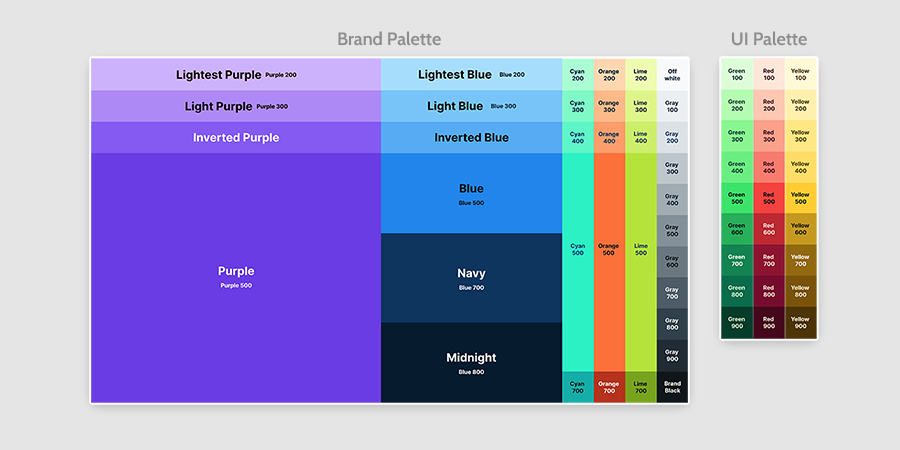 Brand Palette
UI Palette
Lightest Purple Purple 200
Light Purple Purple 300
Inverted Purple
Purple
Purple 500
Lightest Blue Blue 200
Light Blue Blue 300
Inverted Blue
Blue
Blue 500
Navy
Blue 700
Midnight
Blue 800
Cyan
200
Cyan
300
Cyan
400
Cyan
500
Cyan
700
Orange
200
Orange
300
Orange
400
Orange
500
Orange
700
Lime
200
Lime
300
Lime
400
Lime
500
Lime
700
Off
white
Gray
100
Gray
200
Gray
300
Gray
400
Gray
500
Gray
600
Gray
700
Gray
800
Gray
900
Brand
Black
Green
100
Green
200
Green
300
Green
400
Green
500
Green
600
Green
700
Green
800
Green
900
Red
100
Red
200
Red
300
Red
400
Red
500
Red
600
Red
700
Red
800
Red
900
Yellow
100
Yellow
200
Yellow
300
Yellow
400
Yellow
500
Yellow
600
Yellow
700
Yellow
800
Yellow
900